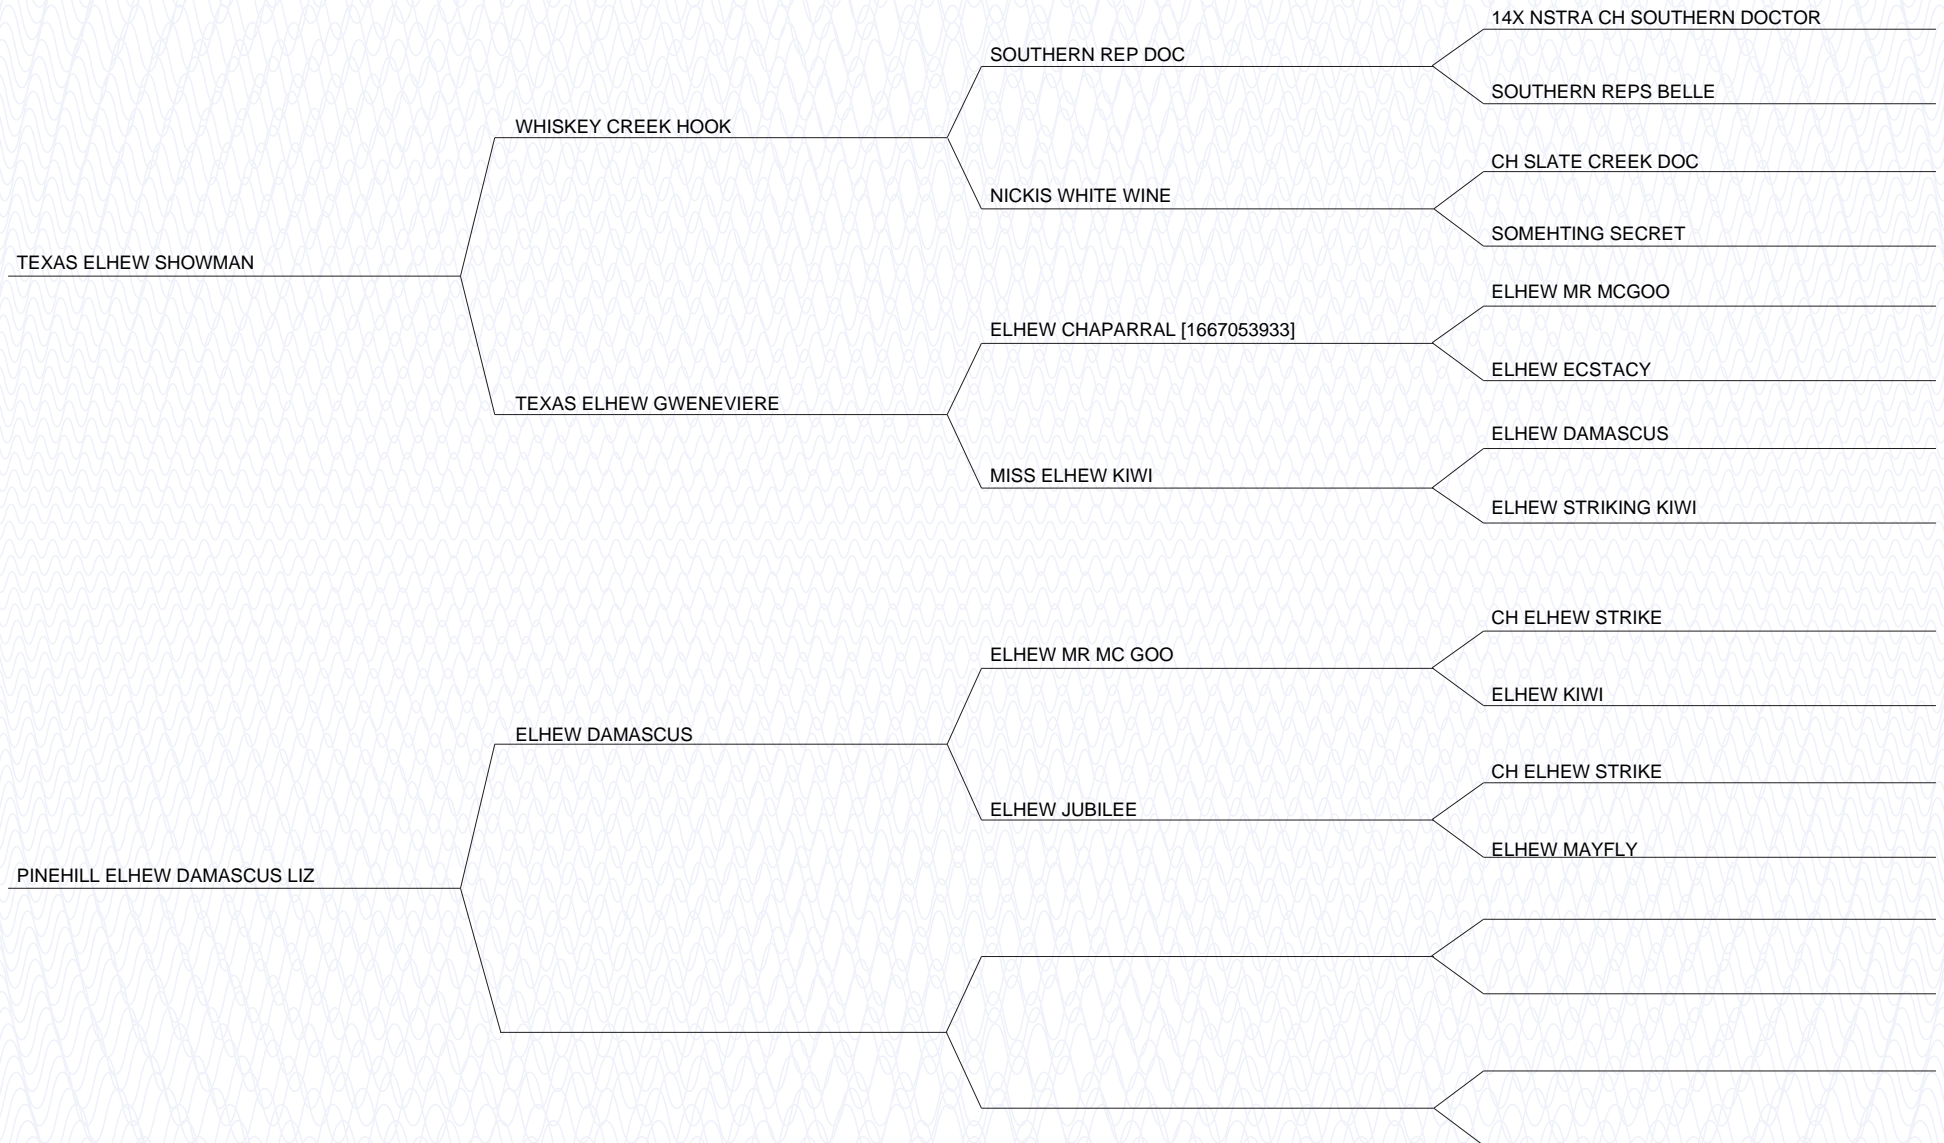 14X NSTRA CH SOUTHERN DOCTOR
SOUTHERN REP DOC
SOUTHERN REPS BELLE
WHISKEY CREEK HOOK
CH SLATE CREEK DOC
NICKIS WHITE WINE
SOMEHTING SECRET
TEXAS ELHEW SHOWMAN
ELHEW MR MCGOO
ELHEW CHAPARRAL [1667053933]
ELHEW ECSTACY
TEXAS ELHEW GWENEVIERE
ELHEW DAMASCUS
MISS ELHEW KIWI
ELHEW STRIKING KIWI
CH ELHEW STRIKE
ELHEW MR MC GOO
ELHEW KIWI
ELHEW DAMASCUS
CH ELHEW STRIKE
ELHEW JUBILEE
ELHEW MAYFLY
PINEHILL ELHEW DAMASCUS LIZ